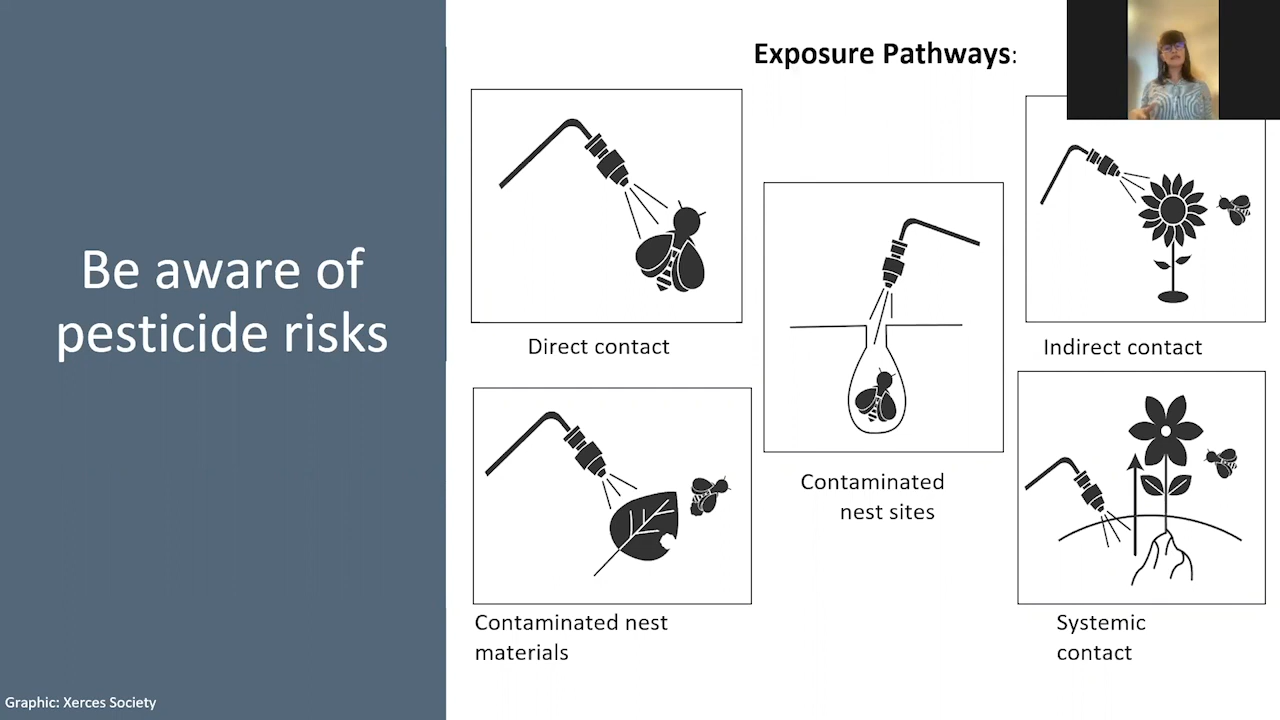 Be aware of
pesticide risks
Exposure Pathways:
Direct contact
Indirect contact
Contaminated
nest sites
Contaminated nest
materials
Systemic
contact
Graphic: Xerces Society